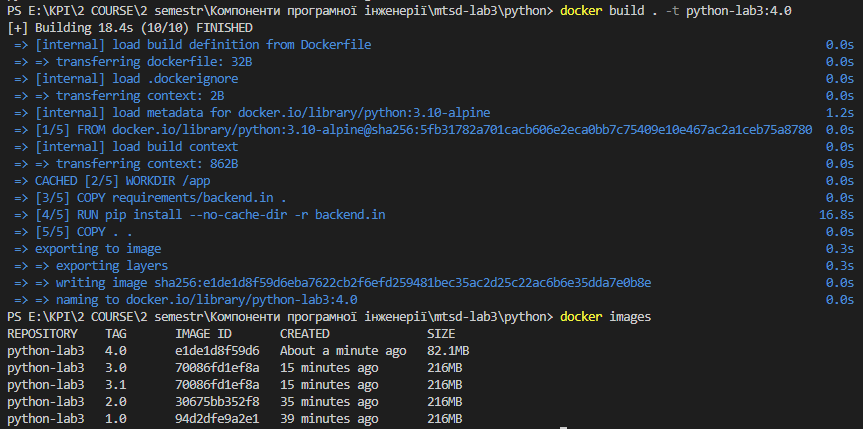 PS E:\KPI\2 COURSE\2 semestr\Компоненти програмної інженерії\mtsd-lab3\python> docker build . -t python-lab3:4.0
[+] Building 18.4s (10/10) FINISHED
=> [internal] load build definition from Dockerfile 0.0s
=> => transferring dockerfile: 32B 0.0s
=> [internal] load .dockerignore 0.0s
=> => transferring context: 2B 0.0s
=> [internal] load metadata for docker.io/library/python:3.10-alpine 1.2s
=> [1/5] FROM docker.io/library/python:3.10-alpine@sha256:5fb31782a701cacb606e2eca0bb7c75409e10e467ac2a1ceb75a8780 0.0s
=> [internal] load build context 0.0s
=> => transferring context: 862B 0.0s
=> CACHED [2/5] WORKDIR /app 0.0s
=> [3/5] COPY requirements/backend.in . 0.0s
=> [4/5] RUN pip install --no-cache-dir -r backend.in 16.8s
=> [5/5] COPY . . 0.0s
=> exporting to image 0.3s
=> => exporting layers 0.3s
=> => writing image sha256:e1de1d8f59d6eba7622cb2f6efd259481bec35ac2d25c22ac6b6e35dda7e0b8e 0.0s
=> => naming to docker.io/library/python-lab3:4.0 0.0s
PS E:\KPI\2 COURSE\2 semestr\Компоненти програмної інженерії\mtsd-lab3\python> docker images
REPOSITORY TAG IMAGE ID CREATED SIZE
python-lab3 4.0 e1de1d8f59d6 About a minute ago 82.1MB
python-lab3 3.0 70086fd1ef8a 15 minutes ago 216MB
python-lab3 3.1 70086fd1ef8a 15 minutes ago 216MB
python-lab3 2.0 30675bb352f8 35 minutes ago 216MB
python-lab3 1.0 94d2dfe9a2e1 39 minutes ago 216MB